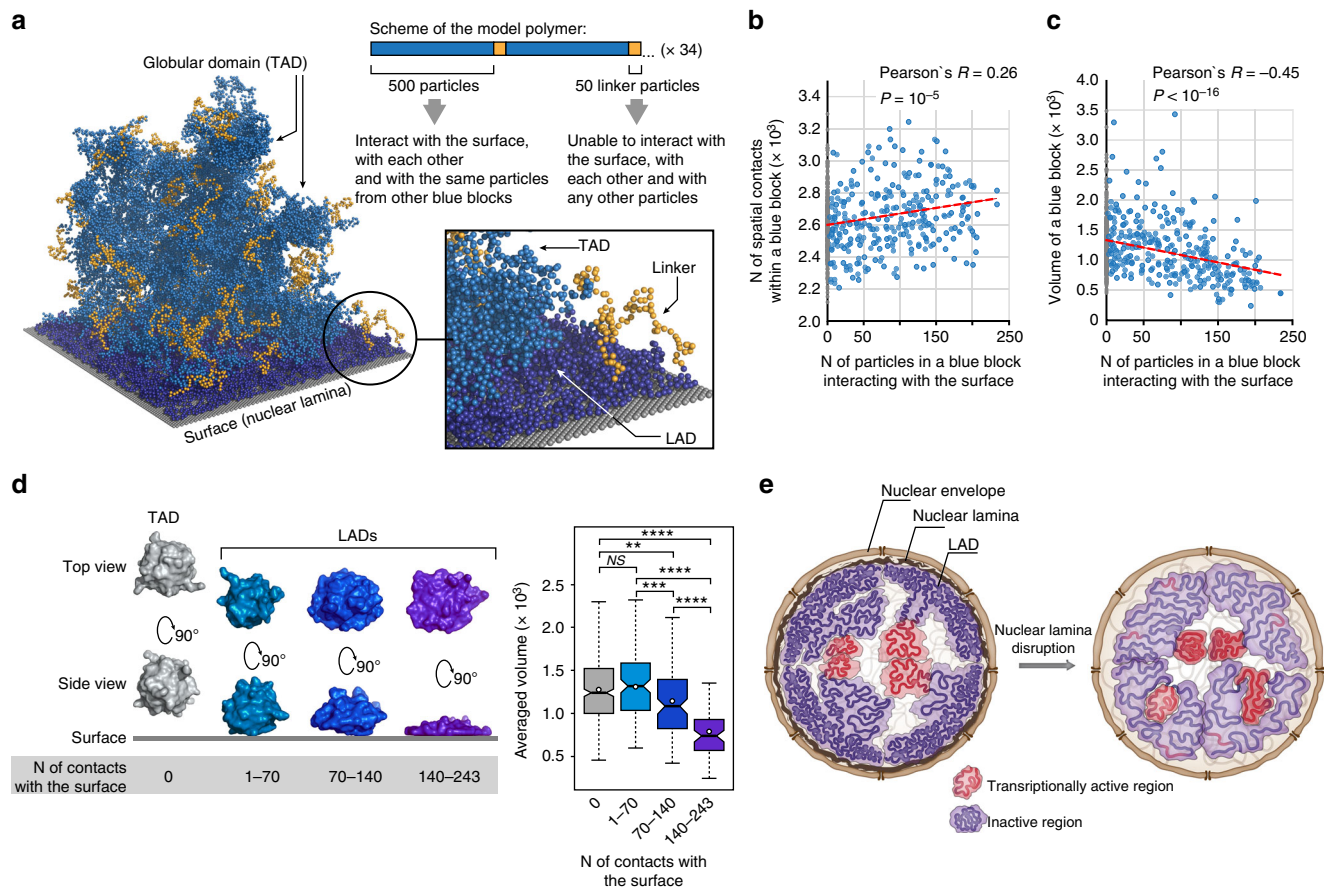 a
Scheme of the model polymer:
... (× 34)
Globular domain (TAD)
500 particles
50 linker particles
Interact with the surface,
with each other
and with the same particles
from other blue blocks
Unable to interact with
the surface, with
each other and with
any other particles
TAD
Linker
LAD
Surface (nuclear lamina)
b
Pearson`s R = 0.26
P = 10⁻⁵
N of spatial contacts
within a blue block (× 10³)
3.6
3.4
3.2
3.0
2.8
2.6
2.4
2.2
2.0
0
50
100
150
200
250
N of particles in a blue block
interacting with the surface
c
Pearson`s R = −0.45
P < 10⁻¹⁶
Volume of a blue block (× 10³)
4.0
3.5
3.0
2.5
2.0
1.5
1.0
0.5
0
0
50
100
150
200
250
N of particles in a blue block
interacting with the surface
d
TAD
LADs
Top view
90°
90°
90°
90°
Side view
Surface
N of contacts
with the surface
0
1–70
70–140
140–243
Averaged volume (× 10³)
2.5
2.0
1.5
1.0
0.5
****
**
NS
****
***
****
0
1–70
70–140
140–243
N of contacts with
the surface
e
Nuclear envelope
Nuclear lamina
LAD
Nuclear lamina
disruption
Transriptionally active region
Inactive region